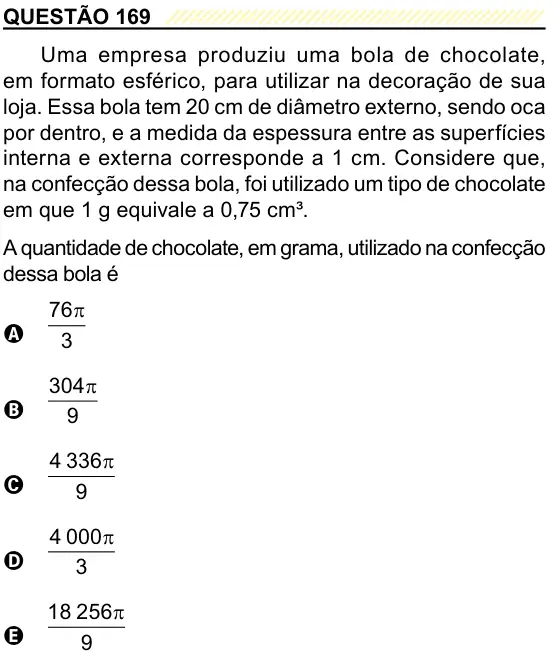 QUESTÃO 169
Uma empresa produziu uma bola de chocolate,
em formato esférico, para utilizar na decoração de sua
loja. Essa bola tem 20 cm de diâmetro externo, sendo oca
por dentro, e a medida da espessura entre as superfícies
interna e externa corresponde a 1 cm. Considere que,
na confecção dessa bola, foi utilizado um tipo de chocolate
em que 1 g equivale a 0,75 cm³.
A quantidade de chocolate, em grama, utilizado na confecção
dessa bola é
76π
A
3
304π
B
9
4 336π
C
9
4 000π
D
3
18 256π
E
9